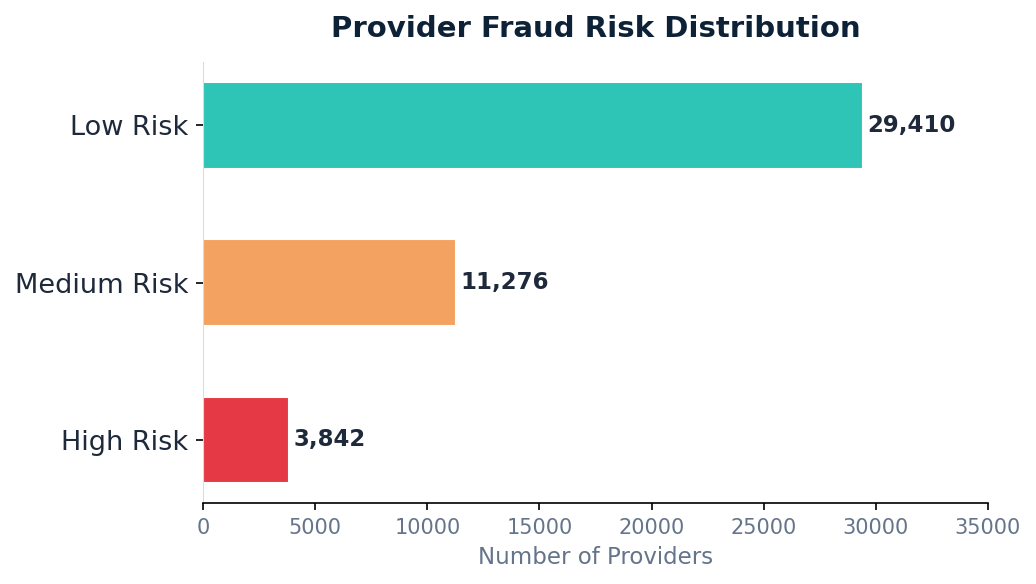 Provider Fraud Risk Distribution
Low Risk
29,410
Medium Risk
11,276
High Risk
3,842
0 5000 10000 15000 20000 25000 30000 35000
Number of Providers